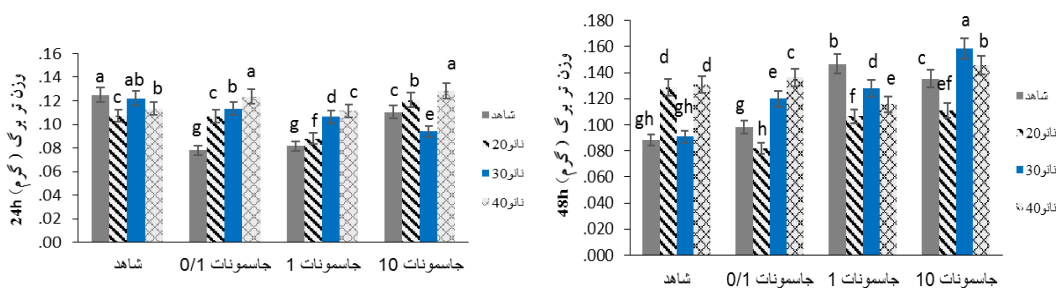 وزن تر برگ ( گرم) 24h
.16
.14
.12
.10
.08
.06
.04
.02
.00
a
c
ab
c
g
c
b
a
g
f
d
c
c
b
e
a
شاهد
جاسمونات 0/1
جاسمونات 1
جاسمونات 10
شاهد
نانو20
نانو30
نانو40
وزن تر برگ ( گرم) 48h
.180
.160
.140
.120
.100
.080
.060
.040
.020
.000
gh
d
gh
d
g
h
e
c
b
f
d
e
c
ef
a
b
شاهد
جاسمونات 0/1
جاسمونات 1
جاسمونات 10
شاهد
نانو20
نانو30
نانو40